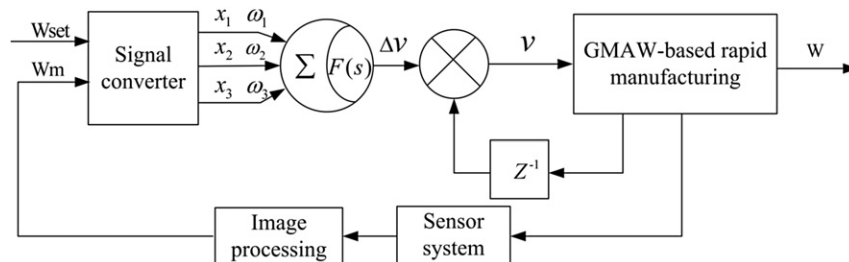 Wset
Wm
Signal
converter
x₁ ω₁
x₂ ω₂
x₃ ω₃
Σ F(s)
Δv
v
GMAW-based rapid
manufacturing
W
Z⁻¹
Image
processing
Sensor
system